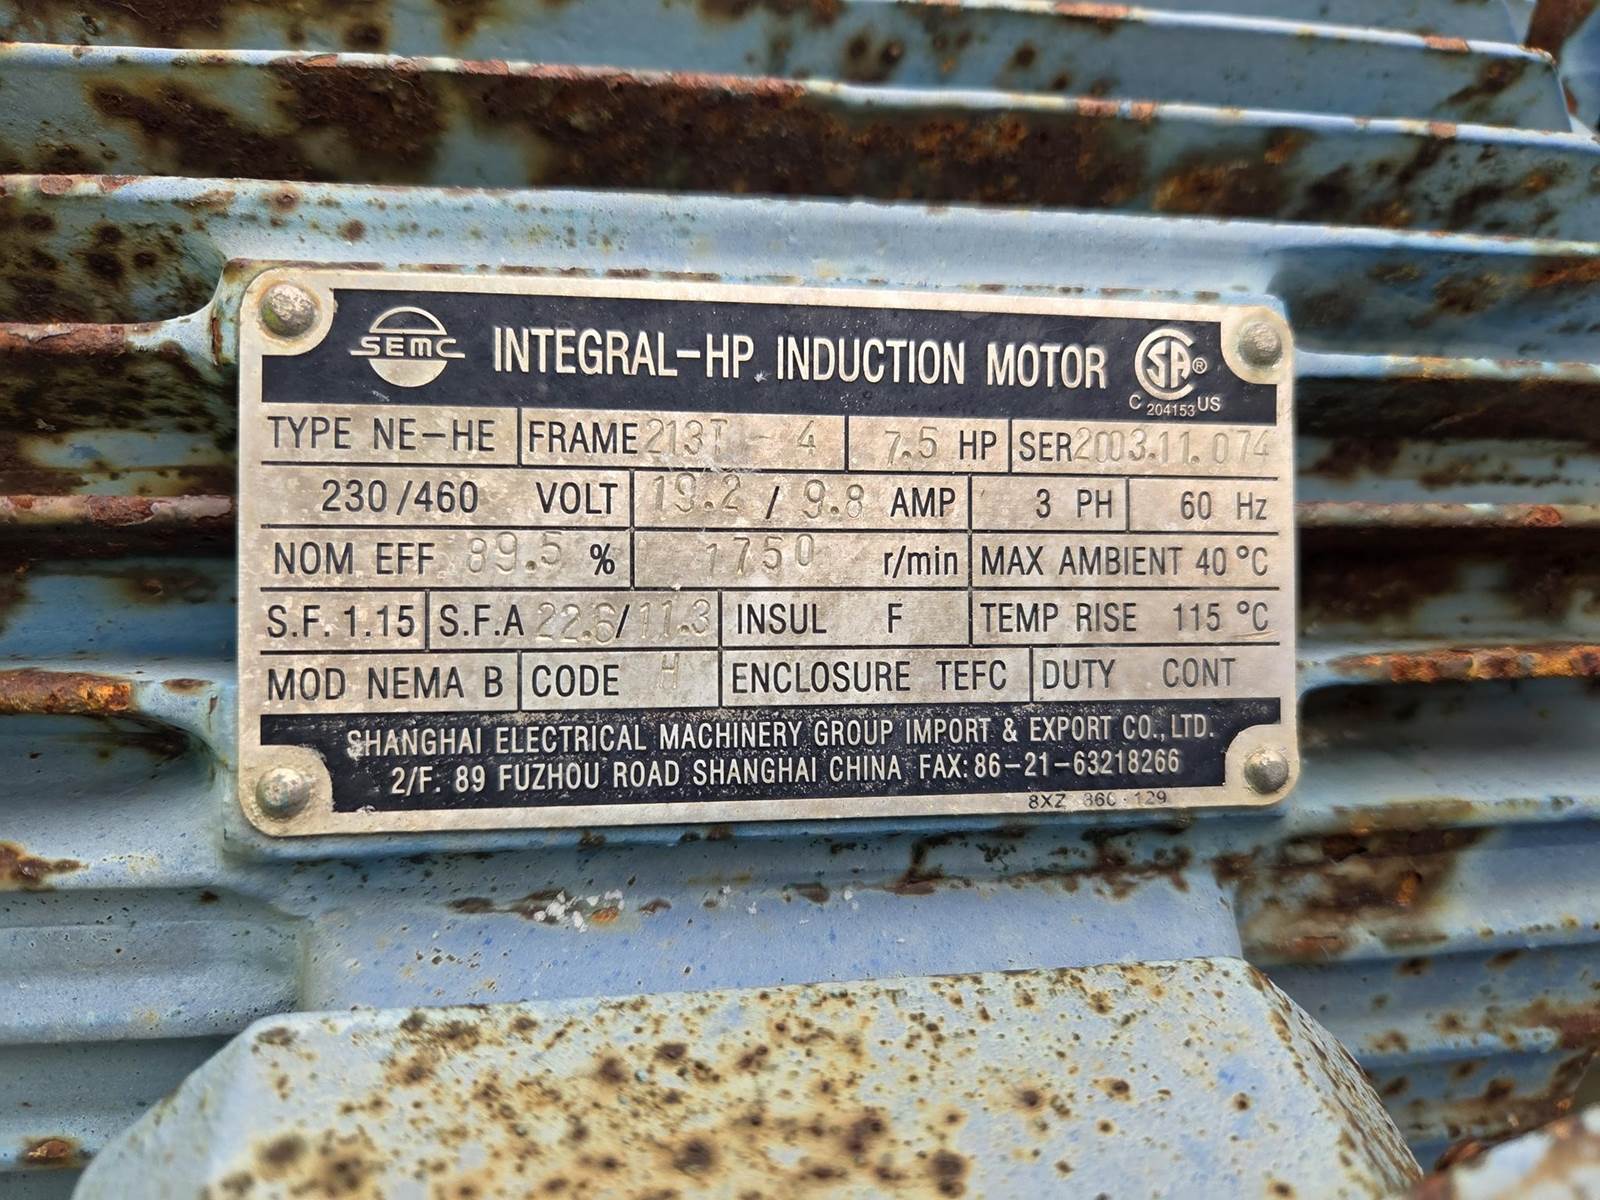 SEMC INTEGRAL-HP INDUCTION MOTOR CSA®
C 204153 US
TYPE NE-HE FRAME 213T - 4 7.5 HP SER 2003.11.074
230/460 VOLT 19.2 / 9.8 AMP 3 PH 60 Hz
NOM EFF 89.5 % 1750 r/min MAX AMBIENT 40 °C
S.F. 1.15 S.F.A 22.6/11.3 INSUL F TEMP RISE 115 °C
MOD NEMA B CODE H ENCLOSURE TEFC DUTY CONT
SHANGHAI ELECTRICAL MACHINERY GROUP IMPORT & EXPORT CO., LTD.
2/F. 89 FUZHOU ROAD SHANGHAI CHINA FAX: 86-21-63218266
8XZ 360·129